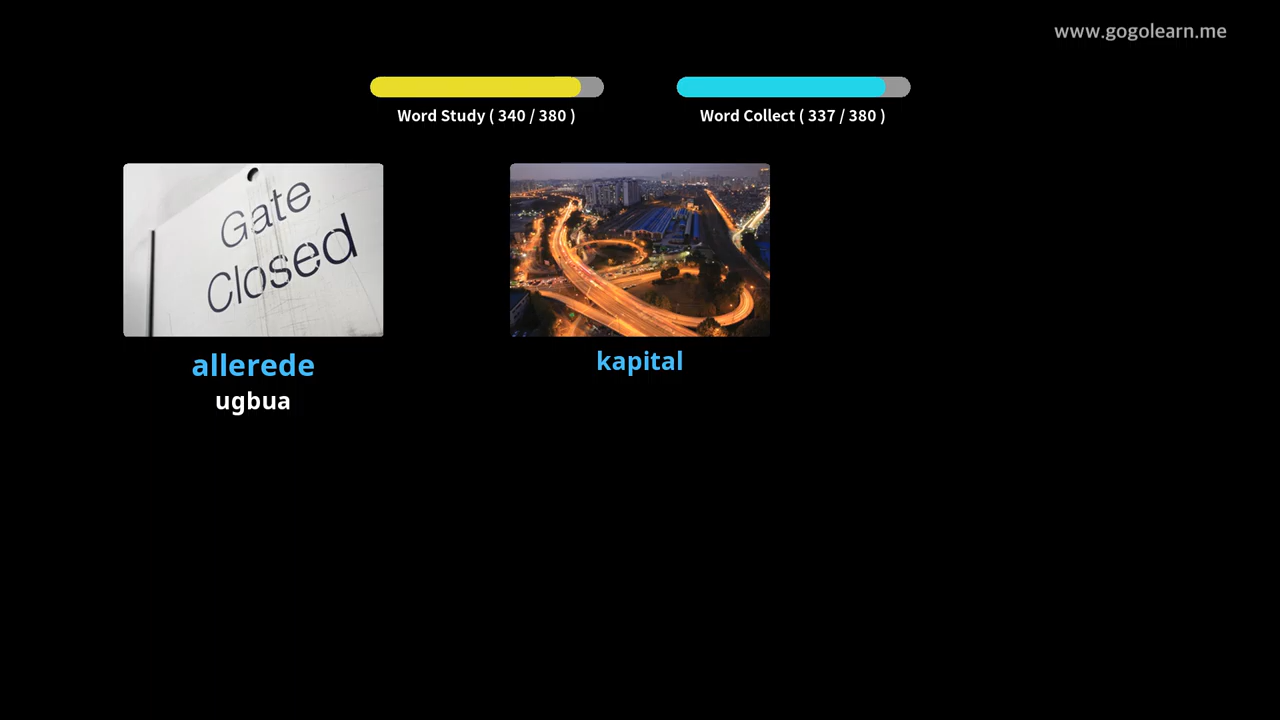 www.gogolearn.me
Word Study ( 340 / 380 )
Word Collect ( 337 / 380 )
Gate
Closed
allerede
ugbua
kapital